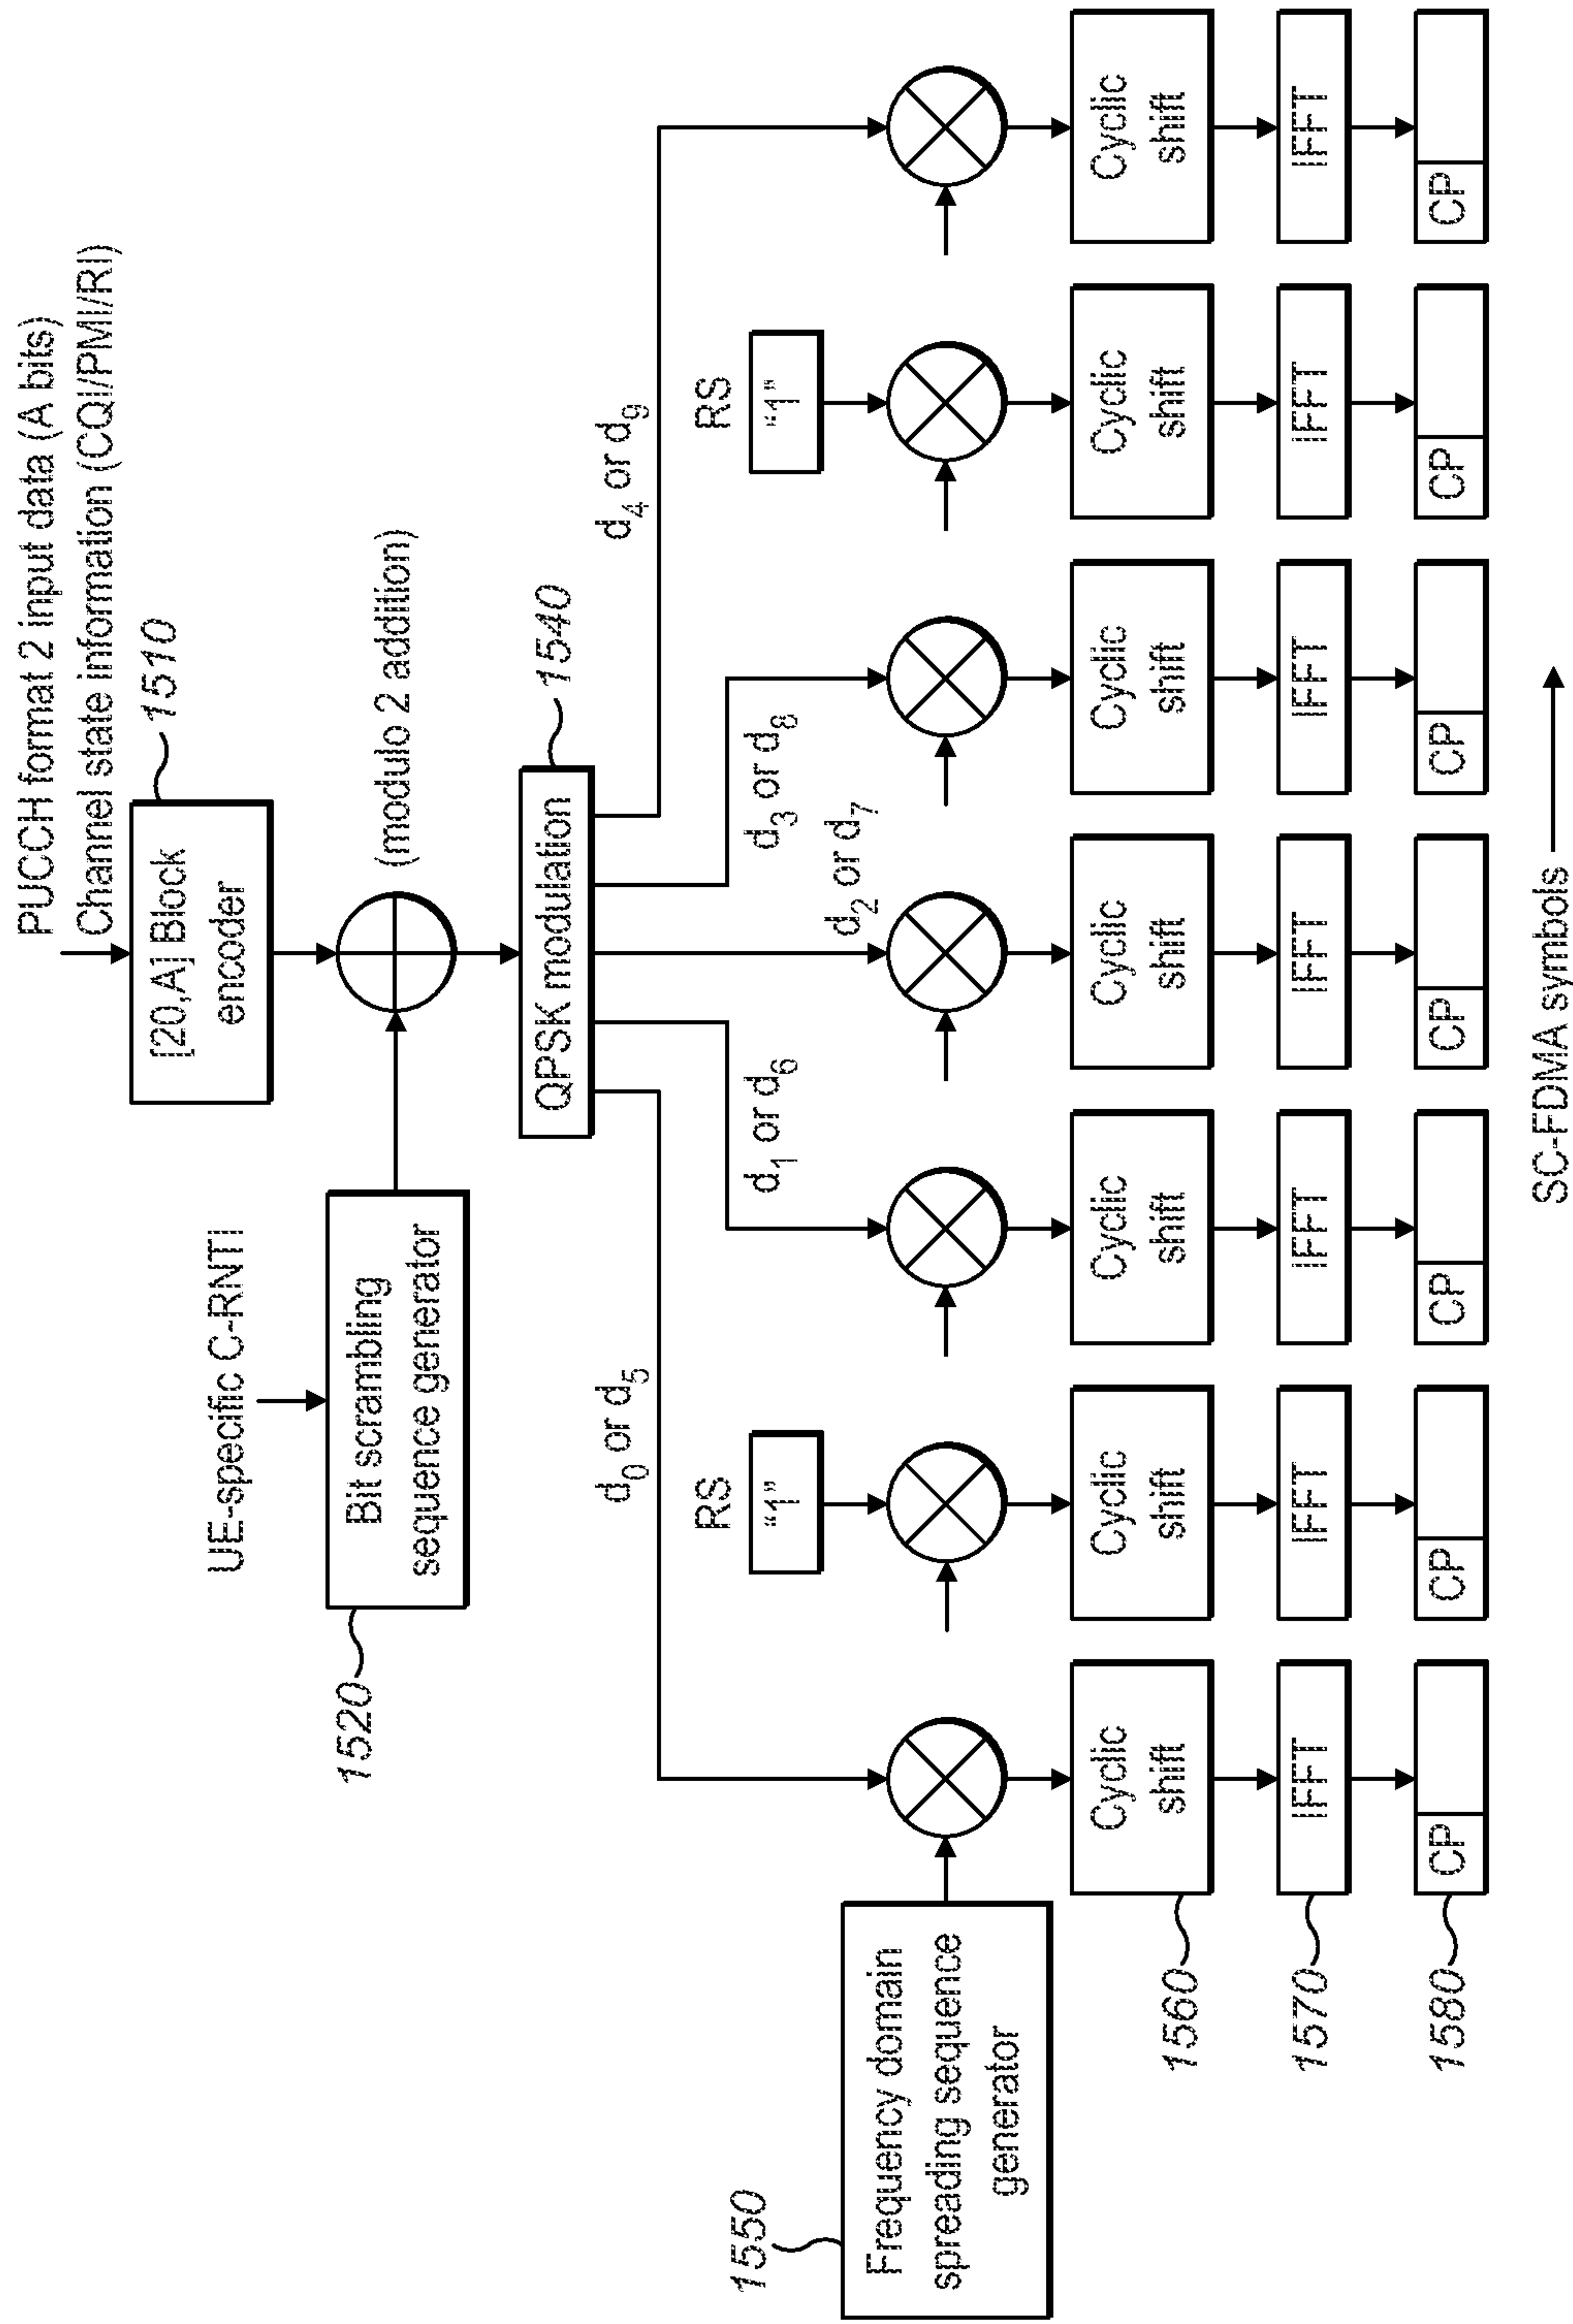 PUCCH format 2 input data (A bits)
Channel state information (CQI/PMI/RI)
1510
[20,A] Block
encoder
UE-specific C-RNTI
(modulo 2 addition)
1520
Bit scrambling
sequence generator
1540
QPSK modulation
d0 or d5
d4 or d9
d1 or d6
d3 or d8
d2 or d7
RS
"1"
RS
"1"
1550
Frequency domain
spreading sequence
generator
1560
Cyclic
shift
Cyclic
shift
Cyclic
shift
Cyclic
shift
Cyclic
shift
Cyclic
shift
Cyclic
shift
1570
IFFT
IFFT
IFFT
IFFT
IFFT
IFFT
IFFT
1580
CP
CP
CP
CP
CP
CP
CP
SC-FDMA symbols